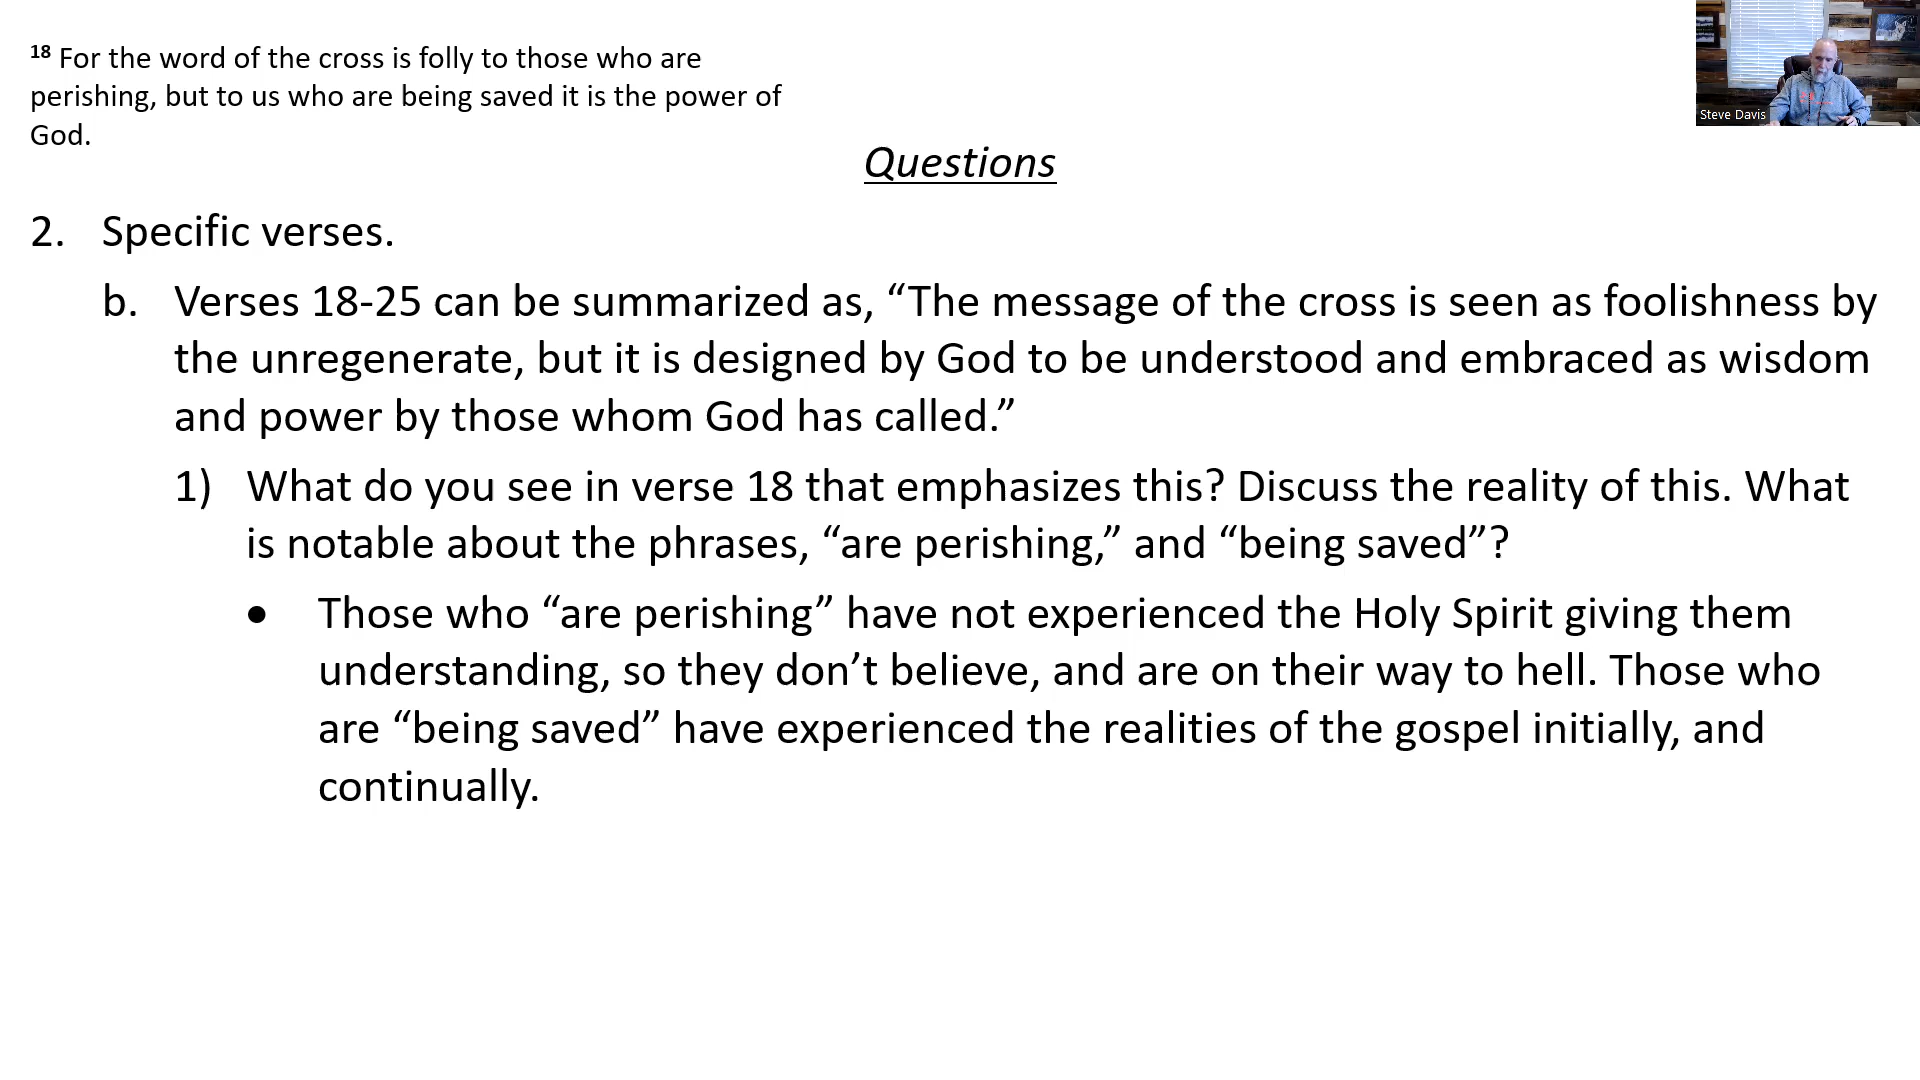 18 For the word of the cross is folly to those who are
perishing, but to us who are being saved it is the power of
God.
Steve Davis
Questions
2. Specific verses.
b. Verses 18-25 can be summarized as, “The message of the cross is seen as foolishness by
the unregenerate, but it is designed by God to be understood and embraced as wisdom
and power by those whom God has called.”
1) What do you see in verse 18 that emphasizes this? Discuss the reality of this. What
is notable about the phrases, “are perishing,” and “being saved”?
• Those who “are perishing” have not experienced the Holy Spirit giving them
understanding, so they don’t believe, and are on their way to hell. Those who
are “being saved” have experienced the realities of the gospel initially, and
continually.